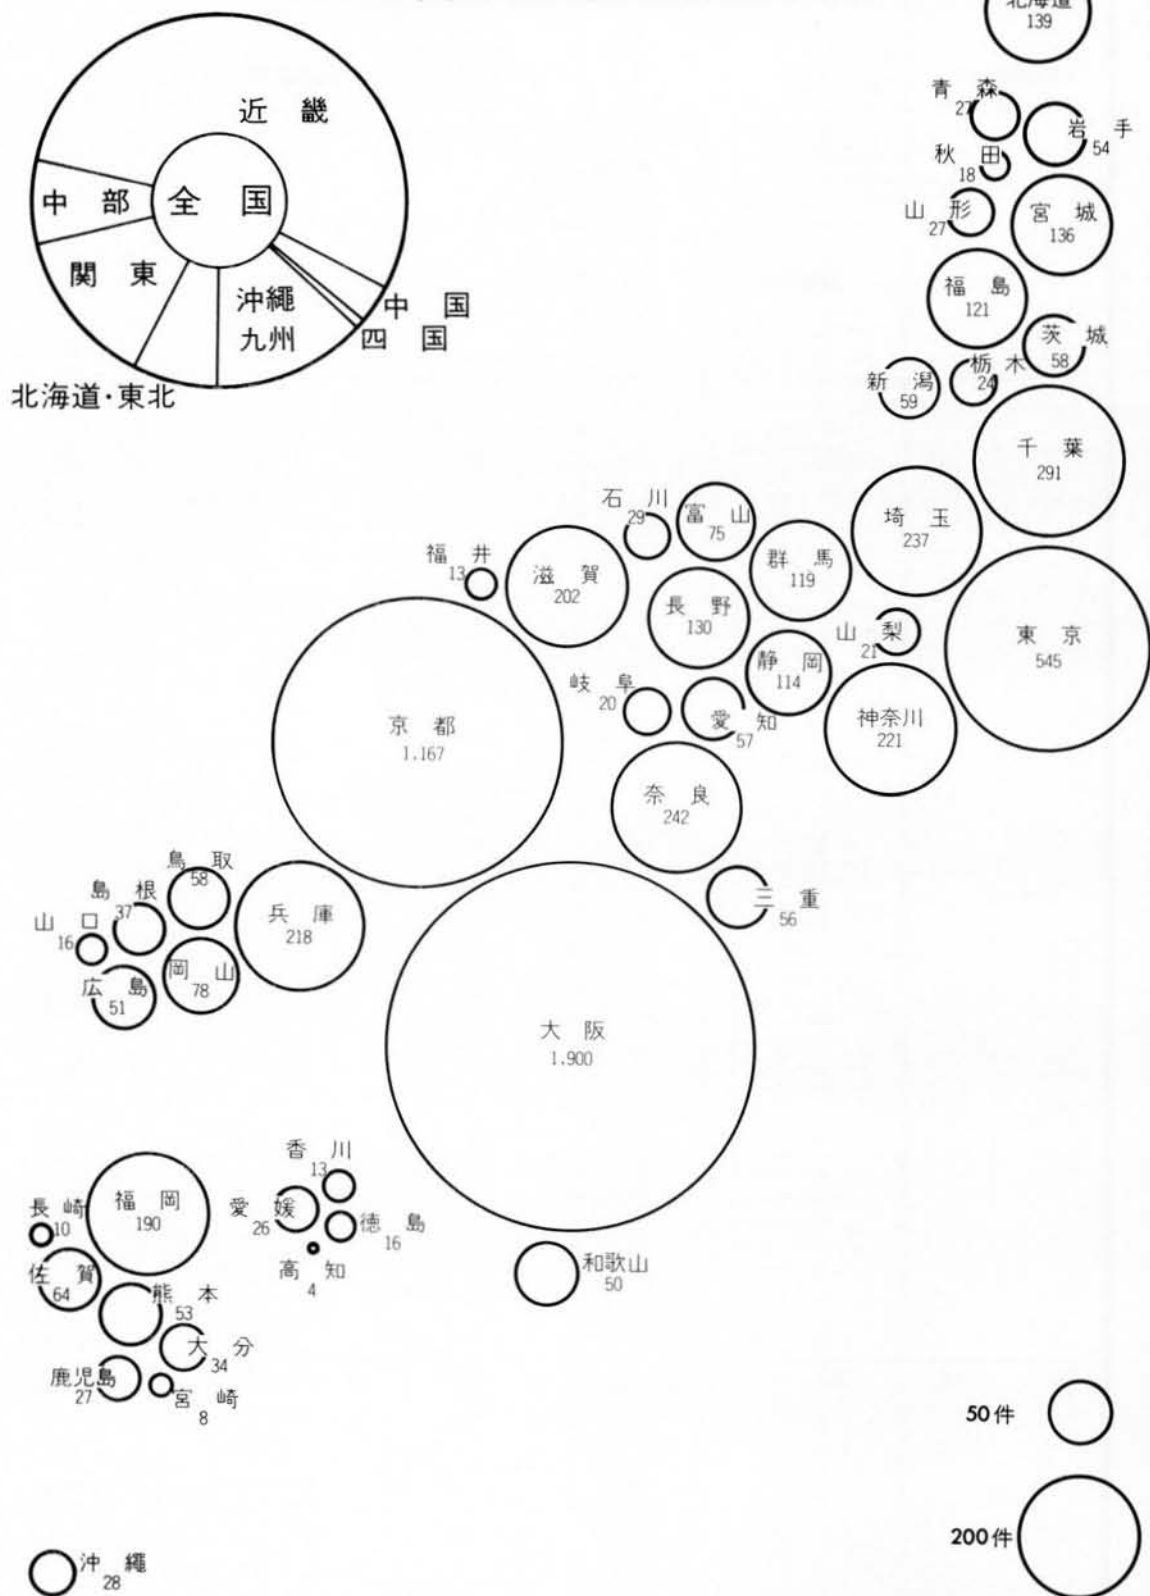 近畿
中部
全国
関東
沖縄
九州
中国
四国
北海道・東北
北海道
139
青森
27
岩手
54
秋田
18
山形
27
宮城
136
福島
121
茨城
58
新潟
59
栃木
24
千葉
291
埼玉
237
石川
29
富山
75
群馬
119
福井
13
滋賀
202
長野
130
山梨
21
東京
545
静岡
114
岐阜
20
愛知
57
神奈川
221
京都
1,167
奈良
242
三重
56
鳥取
58
島根
37
山口
16
兵庫
218
岡山
78
広島
51
大阪
1,900
香川
13
愛媛
26
徳島
16
高知
4
和歌山
50
福岡
190
長崎
10
佐賀
64
熊本
53
大分
34
鹿児島
27
宮崎
8
50件
200件
沖縄
28